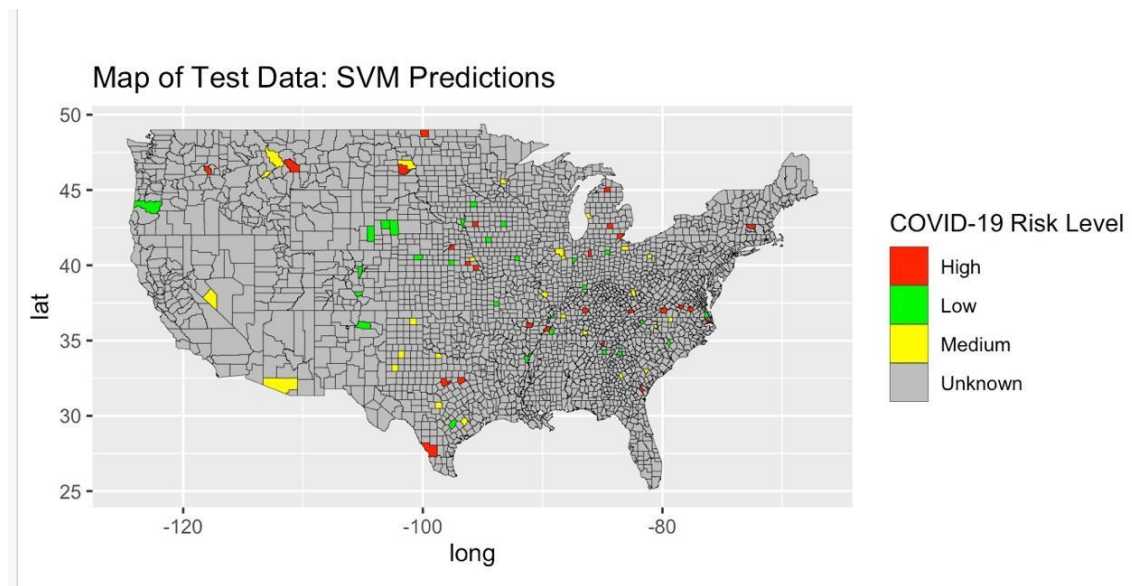 Map of Test Data: SVM Predictions
50
45
40
35
30
25
lat
-120
-100
-80
long
COVID-19 Risk Level
High
Low
Medium
Unknown